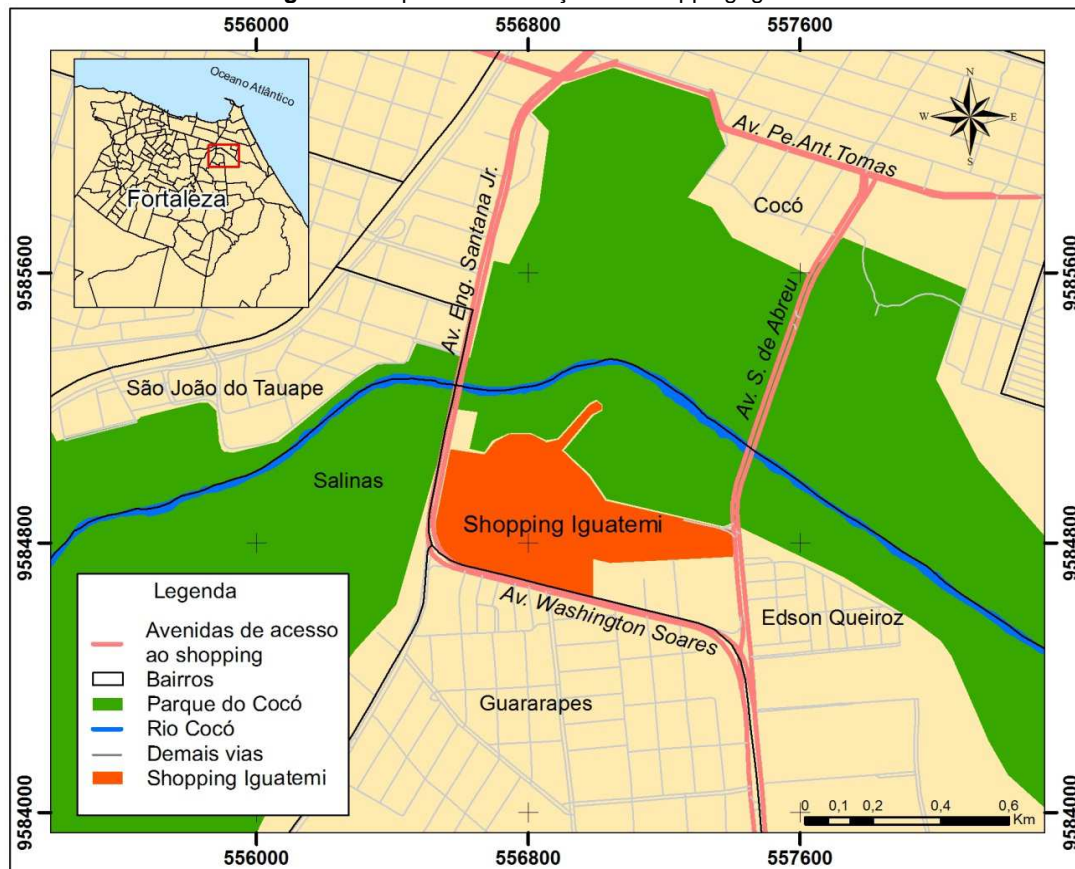 556000
556800
557600
Oceano Atlântico
Fortaleza
N
W
E
S
Av. Pe.Ant.Tomas
Cocó
Av. Eng. Santana Jr.
9585600
9585600
Av. S. de Abreu
São João do Tauape
Salinas
Shopping Iguatemi
9584800
9584800
Av. Washington Soares
Edson Queiroz
Guararapes
Legenda
Avenidas de acesso
ao shopping
Bairros
Parque do Cocó
Rio Cocó
Demais vias
Shopping Iguatemi
0 0,1 0,2 0,4 0,6
Km
9584000
9584000
556000
556800
557600